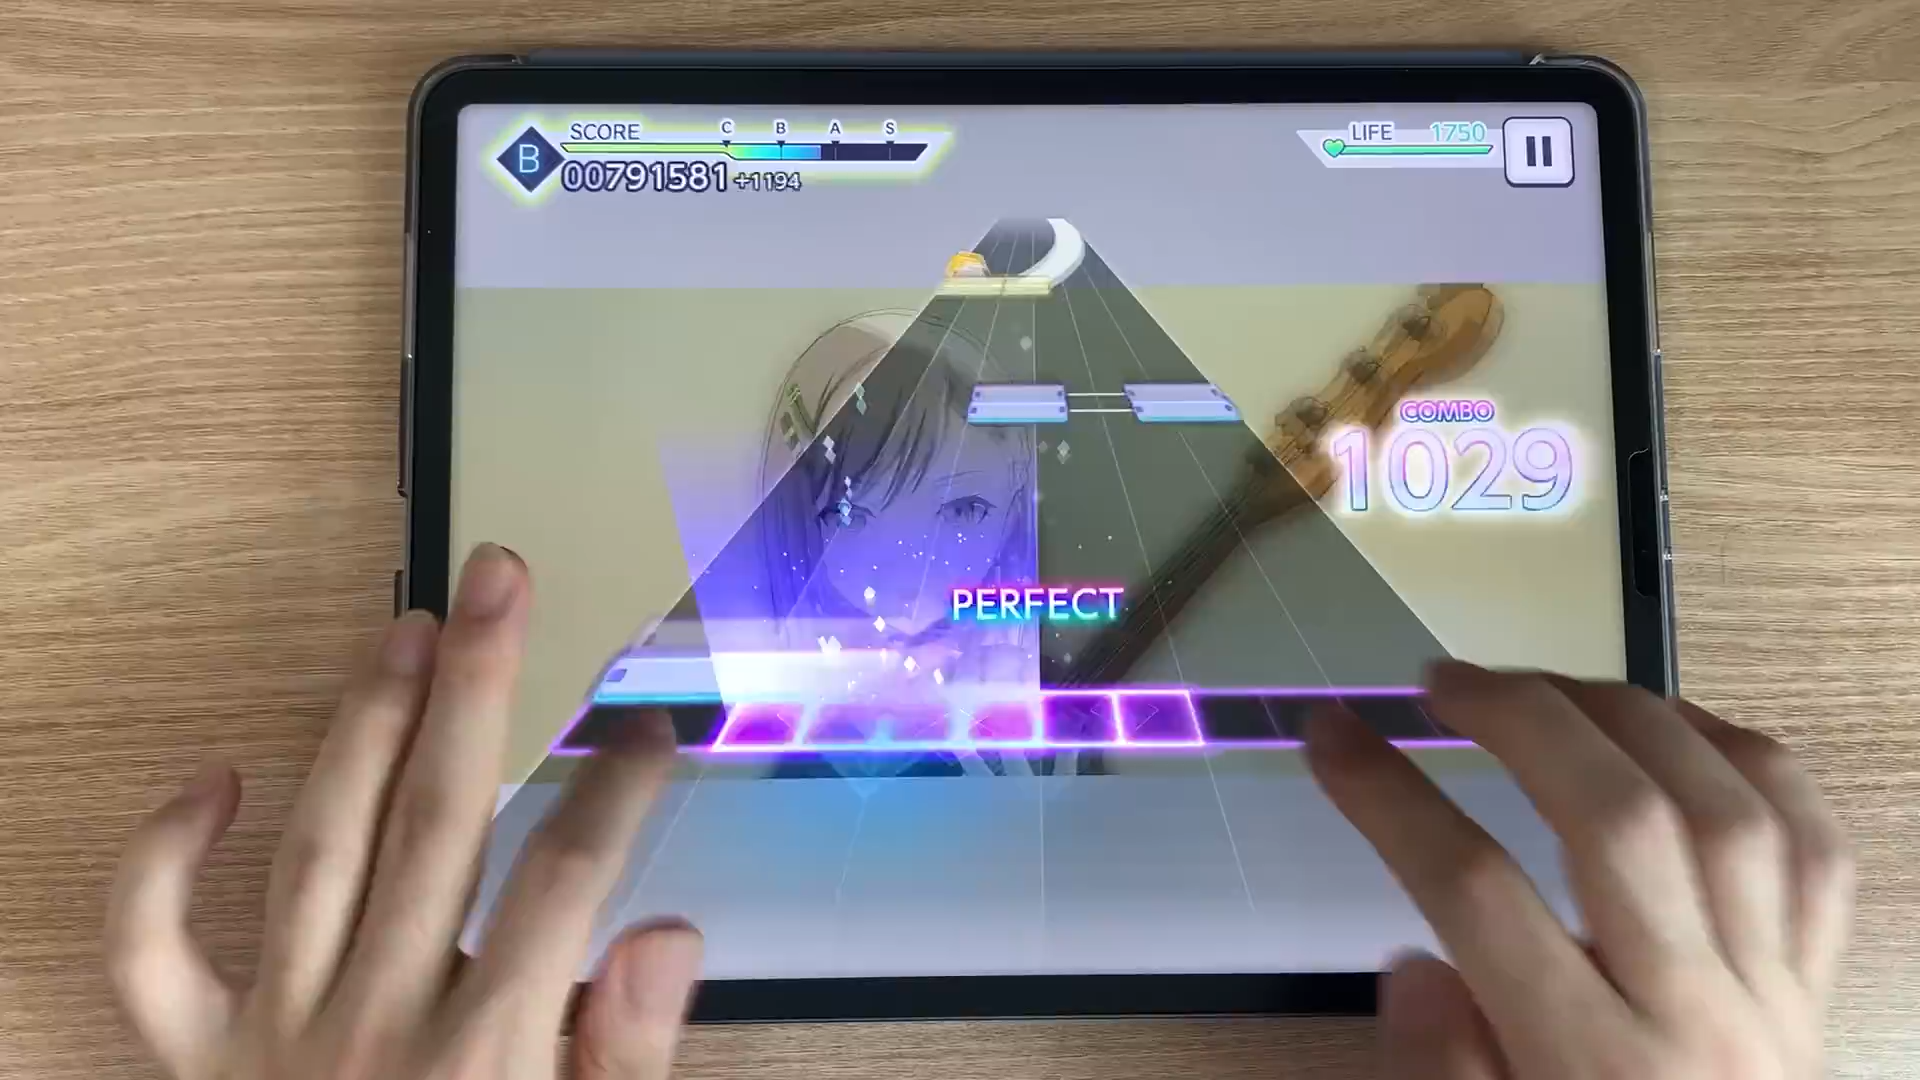 SCORE C B A S
B
00791581 +1194
LIFE 1750
COMBO
1029
PERFECT